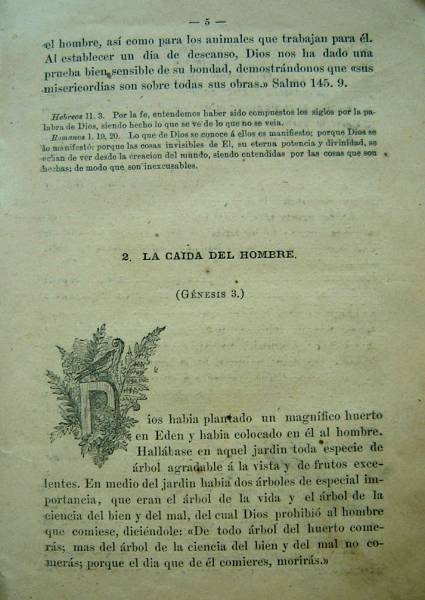 — 5 —
el hombre, así como para los animales que trabajan para él.
Al establecer un dia de descanso, Dios nos ha dado una
prueba bien sensible de su bondad, demostrándonos que «sus
misericordias son sobre todas sus obras.» Salmo 145. 9.
Hebreos 11. 3. Por la fe, entendemos haber sido compuestos los siglos por la pa-
labra de Dios, siendo hecho lo que se ve de lo que no se veia.
Romanos 1. 19, 20. Lo que de Dios se conoce á ellos es manifiesto; porque Dios se
lo manifestó: porque las cosas invisibles de Él, su eterna potencia y divinidad, se
echan de ver desde la creacion del mundo, siendo entendidas por las cosas que son
hechas; de modo que son inexcusables.
2. LA CAIDA DEL HOMBRE.
(GÉNESIS 3.)
Dios habia plantado un magnífico huerto
en Eden y habia colocado en él al hombre.
Hallábase en aquel jardin toda especie de
árbol agradable á la vista y de frutos exce-
lentes. En medio del jardin habia dos árboles de especial im-
portancia, que eran el árbol de la vida y el árbol de la
ciencia del bien y del mal, del cual Dios prohibió al hombre
que comiese, diciéndole: «De todo árbol del huerto come-
rás; mas del árbol de la ciencia del bien y del mal no co-
merás; porque el dia que de él comieres, morirás.»